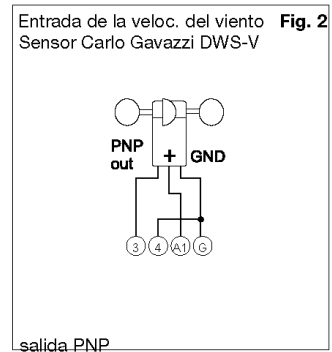 Entrada de la veloc. del viento Fig. 2
Sensor Carlo Gavazzi DWS-V
PNP
out
+
GND
3 4 A1 G
salida PNP